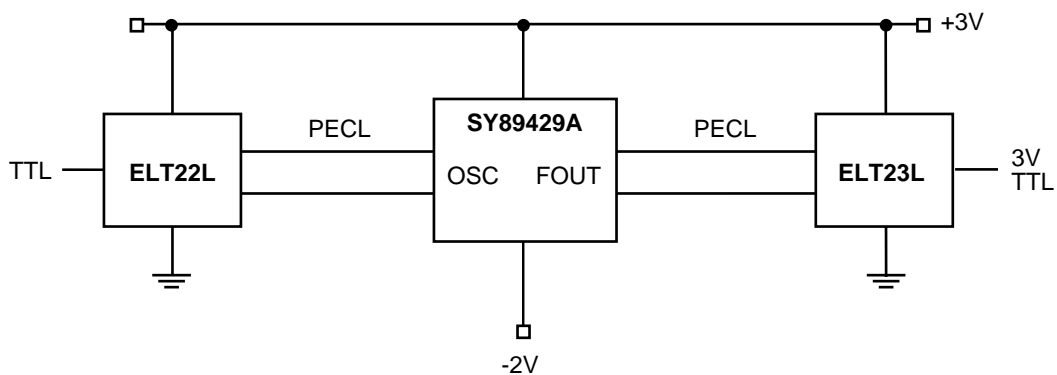 +3V
PECL
SY89429A
PECL
TTL
ELT22L
OSC
FOUT
ELT23L
3V
TTL
-2V